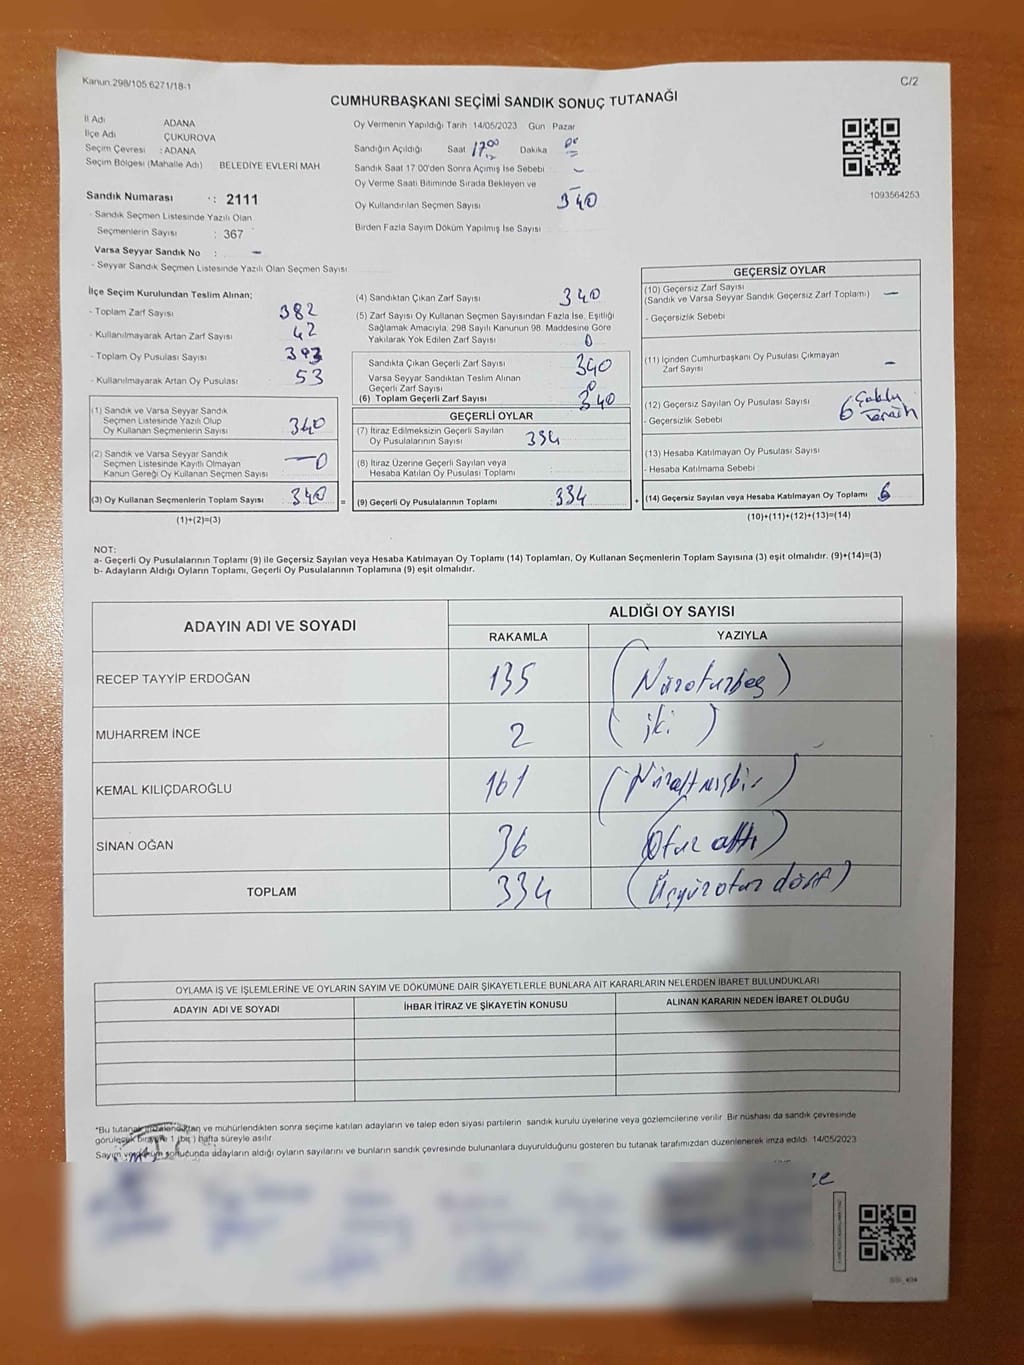 Kanun 298/105 6271/18-1
C/2
CUMHURBAŞKANI SEÇİMİ SANDIK SONUÇ TUTANAĞI
İl Adı ADANA
İlçe Adı ÇUKUROVA
Seçim Çevresi : ADANA
Seçim Bölgesi (Mahalle Adı) BELEDİYE EVLERİ MAH
Sandık Numarası : 2111
- Sandık Seçmen Listesinde Yazılı Olan
Seçmenlerin Sayısı : 367
Varsa Seyyar Sandık No : -
- Seyyar Sandık Seçmen Listesinde Yazılı Olan Seçmen Sayısı
Oy Vermenin Yapıldığı Tarih 14/05/2023 Gün Pazar
Sandığın Açıldığı Saat 17.00 Dakika 00
Sandık Saat 17:00'den Sonra Açımış İse Sebebi -
Oy Verme Saati Bitiminde Sırada Bekleyen ve
Oy Kullandırılan Seçmen Sayısı 340
Birden Fazla Sayım Döküm Yapılmış İse Sayısı
1093564253
İlçe Seçim Kurulundan Teslim Alınan;
- Toplam Zarf Sayısı 382
- Kullanılmayarak Artan Zarf Sayısı 42
- Toplam Oy Pusulası Sayısı 393
- Kullanılmayarak Artan Oy Pusulası 53
(1) Sandık ve Varsa Seyyar Sandık
Seçmen Listesinde Yazılı Olup
Oy Kullanan Seçmenlerin Sayısı 340
(2) Sandık ve Varsa Seyyar Sandık
Seçmen Listesinde Kayıtlı Olmayan
Kanun Gereği Oy Kullanan Seçmen Sayısı 0
(3) Oy Kullanan Seçmenlerin Toplam Sayısı 340 =
(1)+(2)=(3)
(4) Sandıktan Çıkan Zarf Sayısı 340
(5) Zarf Sayısı Oy Kullanan Seçmen Sayısından Fazla İse, Eşitliği
Sağlamak Amacıyla, 298 Sayılı Kanunun 98. Maddesine Göre
Yakılarak Yok Edilen Zarf Sayısı 0
Sandıkta Çıkan Geçerli Zarf Sayısı 340
Varsa Seyyar Sandıktan Teslim Alınan
Geçerli Zarf Sayısı 0
(6) Toplam Geçerli Zarf Sayısı 340
GEÇERLİ OYLAR
(7) İtiraz Edilmeksizin Geçerli Sayılan
Oy Pusulalarının Sayısı 334
(8) İtiraz Üzerine Geçerli Sayılan veya
Hesaba Katılan Oy Pusulası Toplamı
(9) Geçerli Oy Pusulalarının Toplamı 334 +
GEÇERSİZ OYLAR
(10) Geçersiz Zarf Sayısı
(Sandık ve Varsa Seyyar Sandık Geçersiz Zarf Toplamı) -
- Geçersizlik Sebebi
(11) İçinden Cumhurbaşkanı Oy Pusulası Çıkmayan
Zarf Sayısı -
(12) Geçersiz Sayılan Oy Pusulası Sayısı 6
- Geçersizlik Sebebi
(13) Hesaba Katılmayan Oy Pusulası Sayısı
- Hesaba Katılmama Sebebi
(14) Geçersiz Sayılan veya Hesaba Katılmayan Oy Toplamı 6
(10)+(11)+(12)+(13)=(14)
NOT:
a- Geçerli Oy Pusulalarının Toplamı (9) ile Geçersiz Sayılan veya Hesaba Katılmayan Oy Toplamı (14) Toplamları, Oy Kullanan Seçmenlerin Toplam Sayısına (3) eşit olmalıdır. (9)+(14)=(3)
b- Adayların Aldığı Oyların Toplamı, Geçerli Oy Pusulalarının Toplamına (9) eşit olmalıdır.
ADAYIN ADI VE SOYADI ALDIĞI OY SAYISI
RAKAMLA YAZIYLA
RECEP TAYYİP ERDOĞAN 135 (Yüzotuzbeş)
MUHARREM İNCE 2 (iki)
KEMAL KILIÇDAROĞLU 161 (Yüzaltmışbir)
SİNAN OĞAN 36 (Otuz altı)
TOPLAM 334 (Üçyüzotuz dört)
OYLAMA İŞ VE İŞLEMLERİNE VE OYLARIN SAYIM VE DÖKÜMÜNE DAİR ŞİKAYETLERLE BUNLARA AİT KARARLARIN NELERDEN İBARET BULUNDUKLARI
ADAYIN ADI VE SOYADI İHBAR İTİRAZ VE ŞİKAYETİN KONUSU ALINAN KARARIN NEDEN İBARET OLDUĞU
*Bu tutanak imzalandıktan ve mühürlendikten sonra seçime katılan adayların ve talep eden siyasi partilerin sandık kurulu üyelerine veya gözlemcilerine verilir. Bir nüshası da sandık çevresinde
görülecek bir yere 1 (bir) hafta süreyle asılır.
Sayım ve döküm sonucunda adayların aldığı oyların sayılarını ve bunların sandık çevresinde bulunanlara duyurulduğunu gösteren bu tutanak tarafımızdan düzenlenerek imza edildi. 14/05/2023